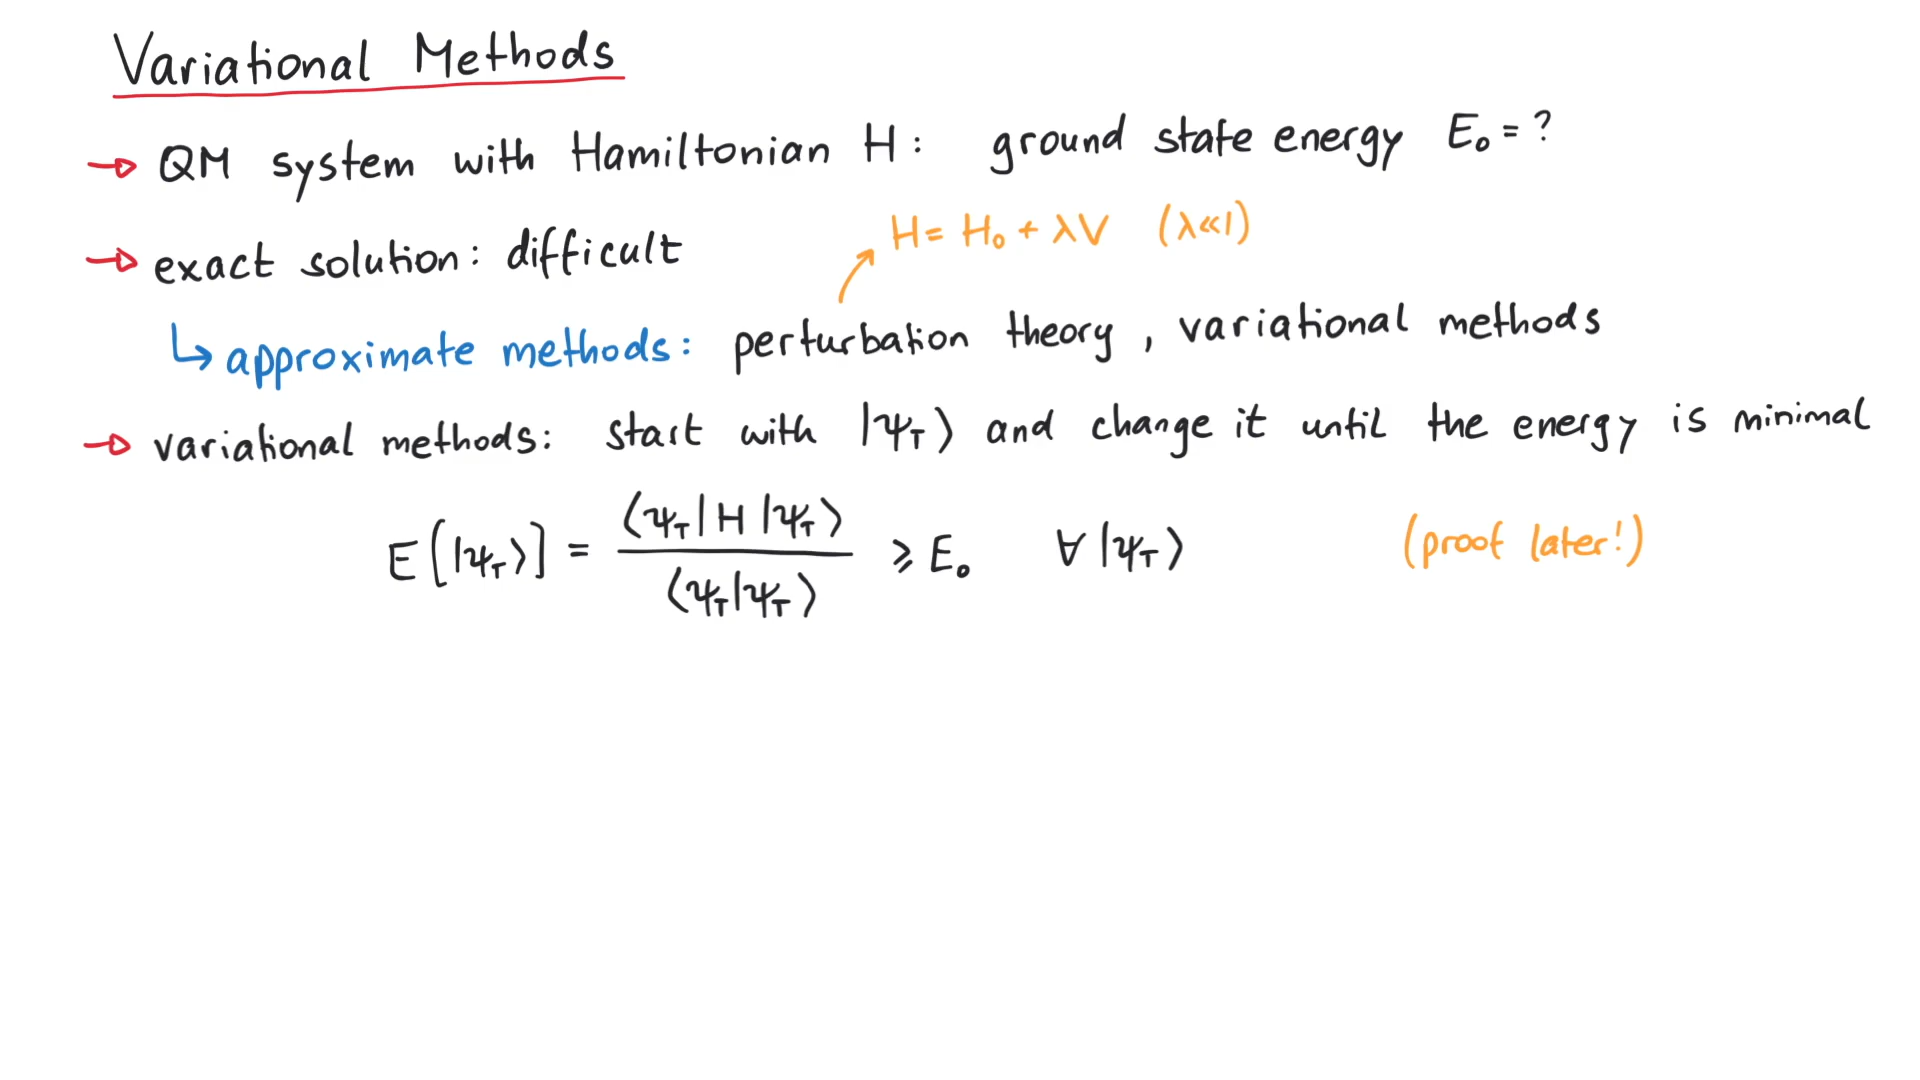 Variational Methods
QM system with Hamiltonian H: ground state energy E₀ = ?
H = H₀ + λV (λ≪1)
exact solution: difficult
↳ approximate methods: perturbation theory, variational methods
variational methods: start with |ψ_T⟩ and change it until the energy is minimal
E[|ψ_T⟩] = ⟨ψ_T|H|ψ_T⟩ / ⟨ψ_T|ψ_T⟩ ⩾ E₀ ∀ |ψ_T⟩ (proof later!)